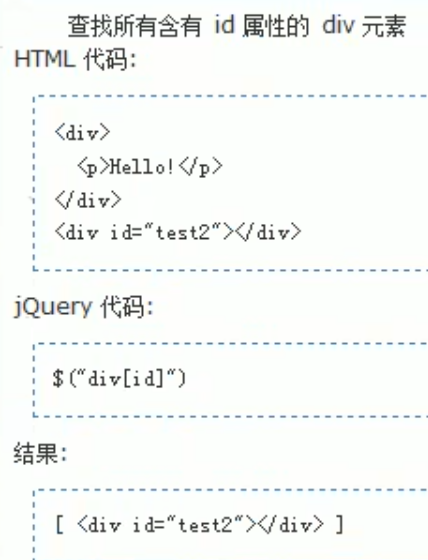 查找所有含有 id 属性的 div 元素
HTML 代码:
<div>
  <p>Hello!</p>
</div>
<div id="test2"></div>
jQuery 代码:
$("div[id]")
结果:
[ <div id="test2"></div> ]